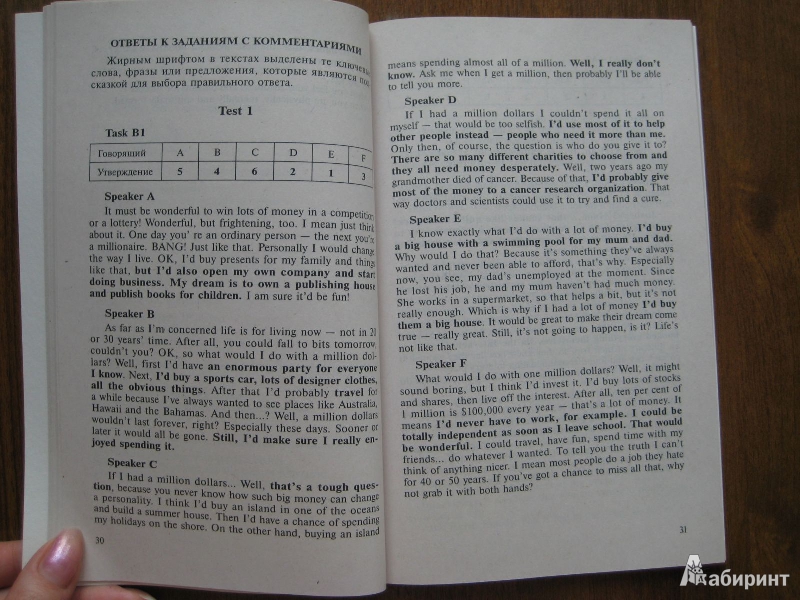 ОТВЕТЫ К ЗАДАНИЯМ С КОММЕНТАРИЯМИ
Жирным шрифтом в текстах выделены те ключевые
слова, фразы или предложения, которые являются под-
сказкой для выбора правильного ответа.
Test 1
Task B1
Говорящий A B C D E F
Утверждение 5 4 6 2 1 3
Speaker A
It must be wonderful to win lots of money in a competition
or a lottery! Wonderful, but frightening, too. I mean just think
about it. One day you' re an ordinary person — the next you're
a millionaire. BANG! Just like that. Personally I would change
the way I live. OK, I'd buy presents for my family and things
like that, but I'd also open my own company and start
doing business. My dream is to own a publishing house
and publish books for children. I am sure it'd be fun!
Speaker B
As far as I'm concerned life is for living now — not in 20
or 30 years' time. After all, you could fall to bits tomorrow,
couldn't you? OK, so what would I do with a million dol-
lars? Well, first I'd have an enormous party for everyone
I know. Next, I'd buy a sports car, lots of designer clothes,
all the obvious things. After that I'd probably travel for
a while because I've always wanted to see places like Australia,
Hawaii and the Bahamas. And then...? Well, a million dollars
wouldn't last forever, right? Especially these days. Sooner or
later it would all be gone. Still, I'd make sure I really en-
joyed spending it.
Speaker C
If I had a million dollars... Well, that's a tough ques-
tion, because you never know how such big money can change
a personality. I think I'd buy an island in one of the oceans
and build a summer house. Then I'd have a chance of spending
my holidays on the shore. On the other hand, buying an island
30
means spending almost all of a million. Well, I really don't
know. Ask me when I get a million, then probably I'll be able
to tell you more.
Speaker D
If I had a million dollars I couldn't spend it all on
myself — that would be too selfish. I'd use most of it to help
other people instead — people who need it more than me.
Only then, of course, the question is who do you give it to?
There are so many different charities to choose from and
they all need money desperately. Well, two years ago my
grandmother died of cancer. Because of that, I'd probably give
most of the money to a cancer research organization. That
way doctors and scientists could use it to try and find a cure.
Speaker E
I know exactly what I'd do with a lot of money. I'd buy
a big house with a swimming pool for my mum and dad.
Why would I do that? Because it's something they've always
wanted and never been able to afford, that's why. Especially
now, you see, my dad's unemployed at the moment. Since
he lost his job, he and my mum haven't had much money.
She works in a supermarket, so that helps a bit, but it's not
really enough. Which is why if I had a lot of money I'd buy
them a big house. It would be great to make their dream come
true — really great. Still, it's not going to happen, is it? Life's
not like that.
Speaker F
What would I do with one million dollars? Well, it might
sound boring, but I think I'd invest it. I'd buy lots of stocks
and shares, then live off the interest. After all, ten per cent of
1 million is $100,000 every year — that's a lot of money. It
means I'd never have to work, for example. I could be
totally independent as soon as I leave school. That would
be wonderful. I could travel, have fun, spend time with my
friends... do whatever I wanted. To tell you the truth I can't
think of anything nicer. I mean most people do a job they hate
for 40 or 50 years. If you've got a chance to miss all that, why
not grab it with both hands?
31
Лабиринт